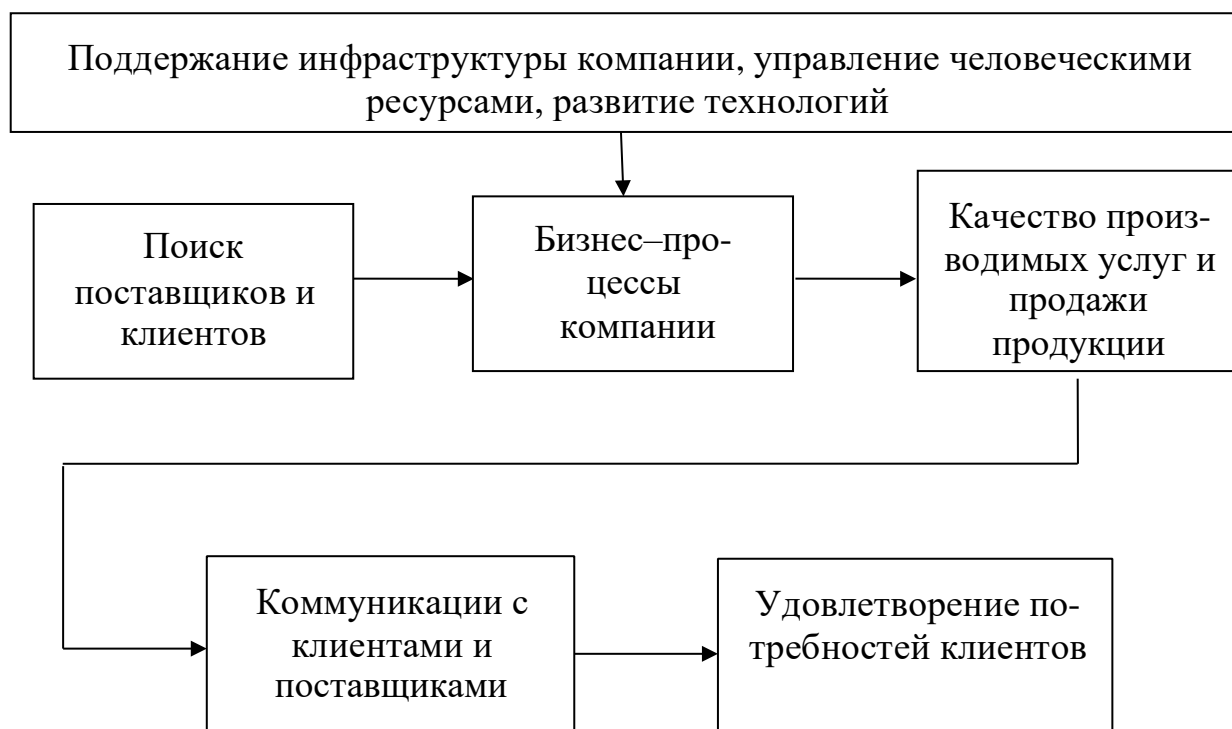 Поддержание инфраструктуры компании, управление человеческими
ресурсами, развитие технологий
Поиск
поставщиков и
клиентов
Бизнес–про-
цессы
компании
Качество произ-
водимых услуг и
продажи
продукции
Коммуникации с
клиентами и
поставщиками
Удовлетворение по-
требностей клиентов